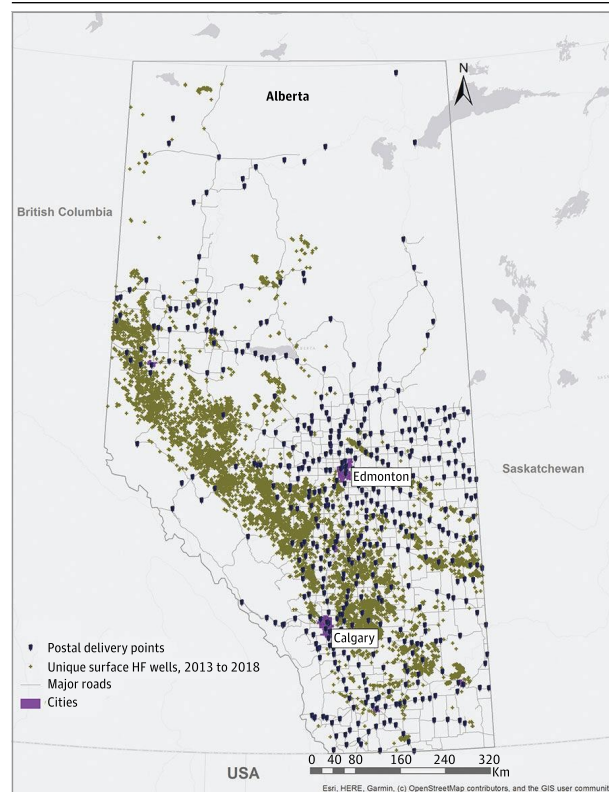 N
Alberta
British Columbia
Saskatchewan
Edmonton
Calgary
Postal delivery points
Unique surface HF wells, 2013 to 2018
Major roads
Cities
0 40 80 160 240 320
Km
USA
Esri, HERE, Garmin, (c) OpenStreetMap contributors, and the GIS user communit